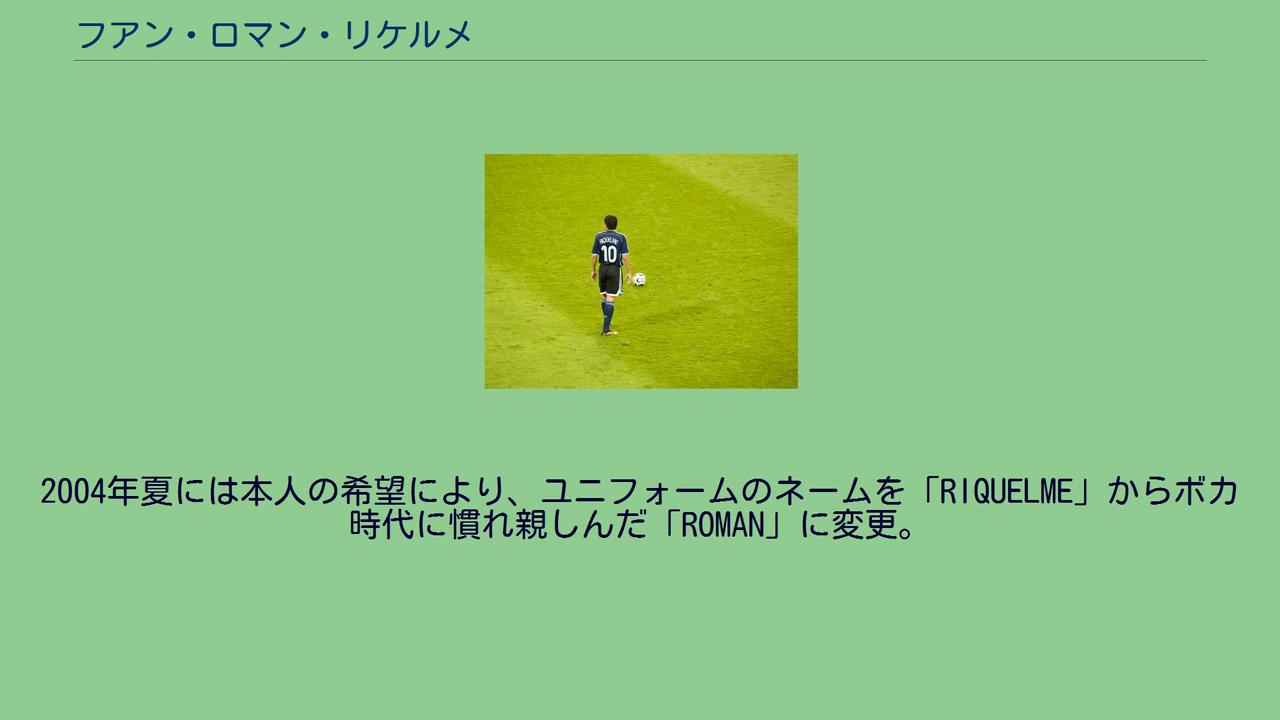 フアン・ロマン・リケルメ
RIQUELME
10
2004年夏には本人の希望により、ユニフォームのネームを「RIQUELME」からボカ
時代に慣れ親しんだ「ROMAN」に変更。